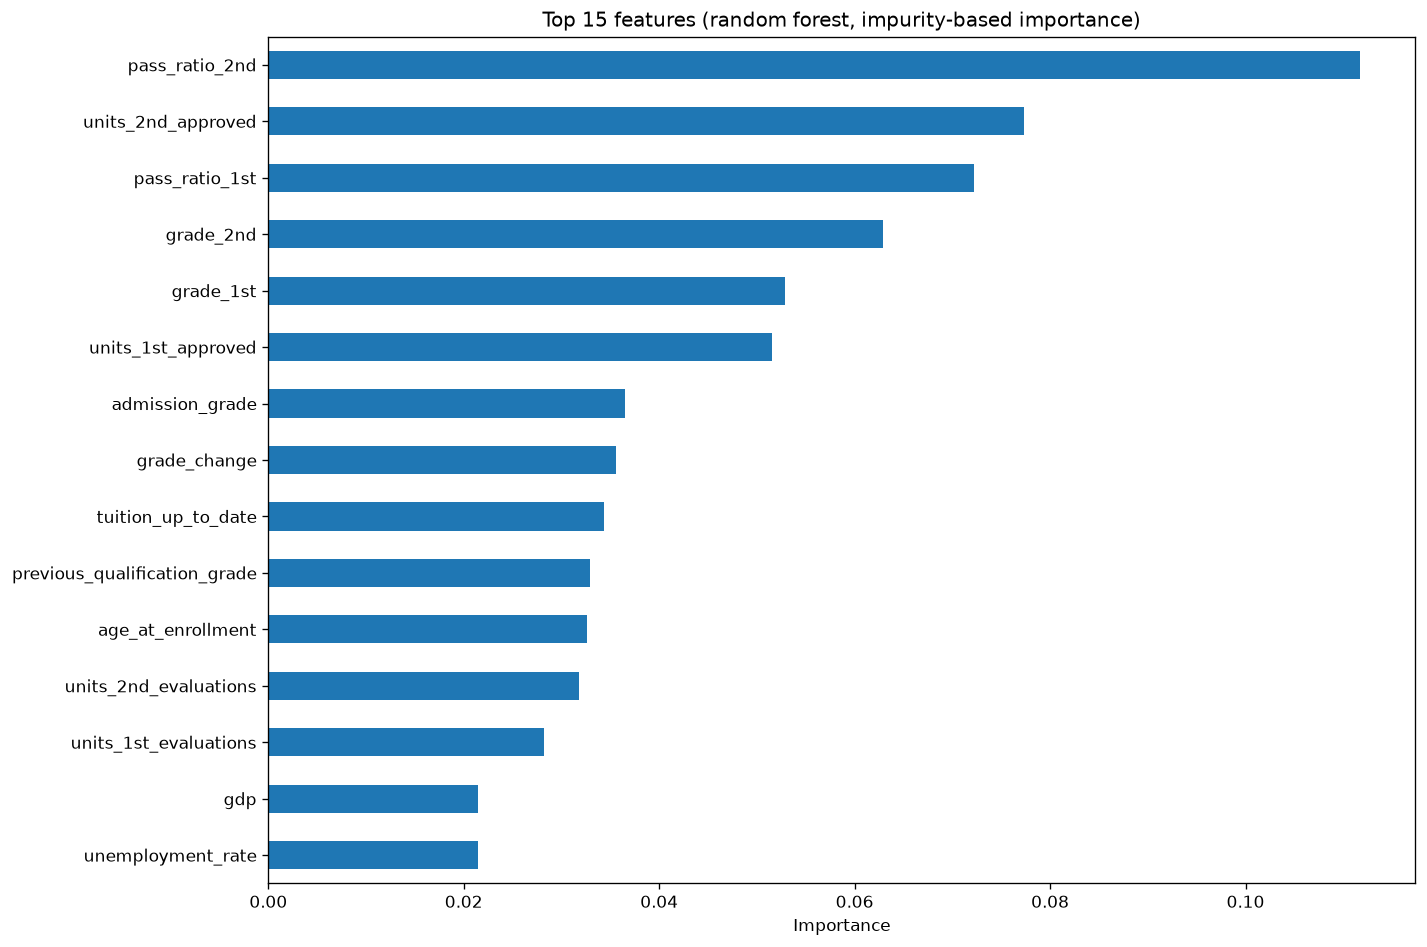 Top 15 features (random forest, impurity-based importance)
pass_ratio_2nd
units_2nd_approved
pass_ratio_1st
grade_2nd
grade_1st
units_1st_approved
admission_grade
grade_change
tuition_up_to_date
previous_qualification_grade
age_at_enrollment
units_2nd_evaluations
units_1st_evaluations
gdp
unemployment_rate
0.00 0.02 0.04 0.06 0.08 0.10
Importance